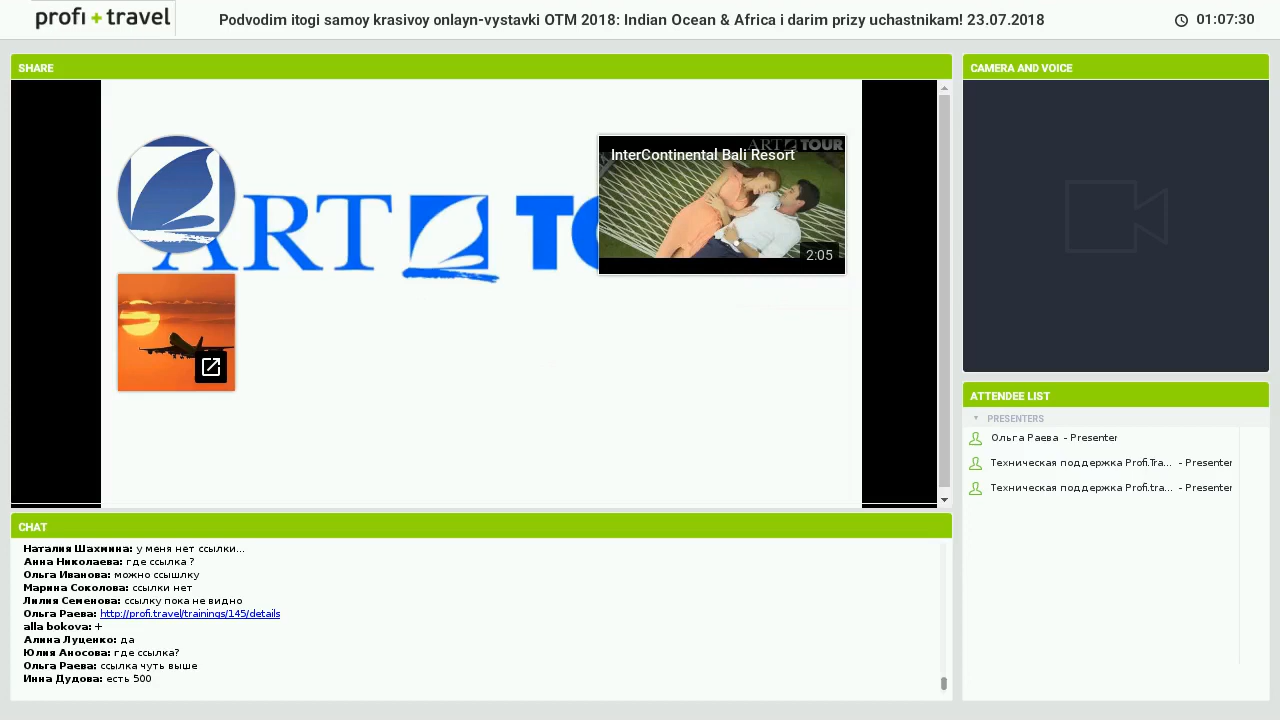 profi + travel
Podvodim itogi samoy krasivoy onlayn-vystavki OTM 2018: Indian Ocean & Africa i darim prizy uchastnikam! 23.07.2018
01:07:30
SHARE
ART TO
ART TOUR
InterContinental Bali Resort
2:05
CAMERA AND VOICE
ATTENDEE LIST
PRESENTERS
Ольга Раева - Presenter
Техническая поддержка Profi.Tra... - Presenter
Техническая поддержка Profi.tra... - Presenter
CHAT
Наталия Шахмина: у меня нет ссылки...
Анна Николаева: где ссылка ?
Ольга Иванова: можно ссышлку
Марина Соколова: ссылки нет
Лилия Семенова: ссылку пока не видно
Ольга Раева: http://profi.travel/trainings/145/details
alla bokova: +
Алина Луценко: да
Юлия Аносова: где ссылка?
Ольга Раева: ссылка чуть выше
Инна Дудова: есть 500